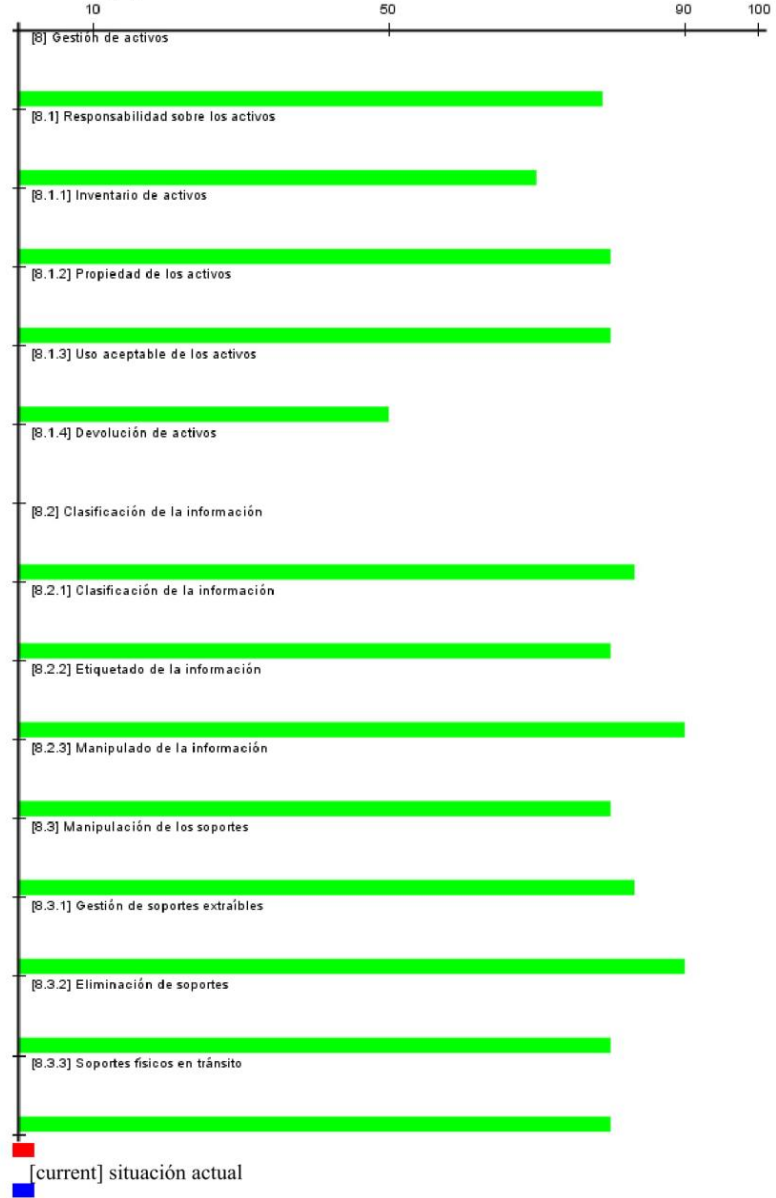 10 50 90 100
[8] Gestión de activos
[8.1] Responsabilidad sobre los activos
[8.1.1] Inventario de activos
[8.1.2] Propiedad de los activos
[8.1.3] Uso aceptable de los activos
[8.1.4] Devolución de activos
[8.2] Clasificación de la información
[8.2.1] Clasificación de la información
[8.2.2] Etiquetado de la información
[8.2.3] Manipulado de la información
[8.3] Manipulación de los soportes
[8.3.1] Gestión de soportes extraíbles
[8.3.2] Eliminación de soportes
[8.3.3] Soportes físicos en tránsito
[current] situación actual